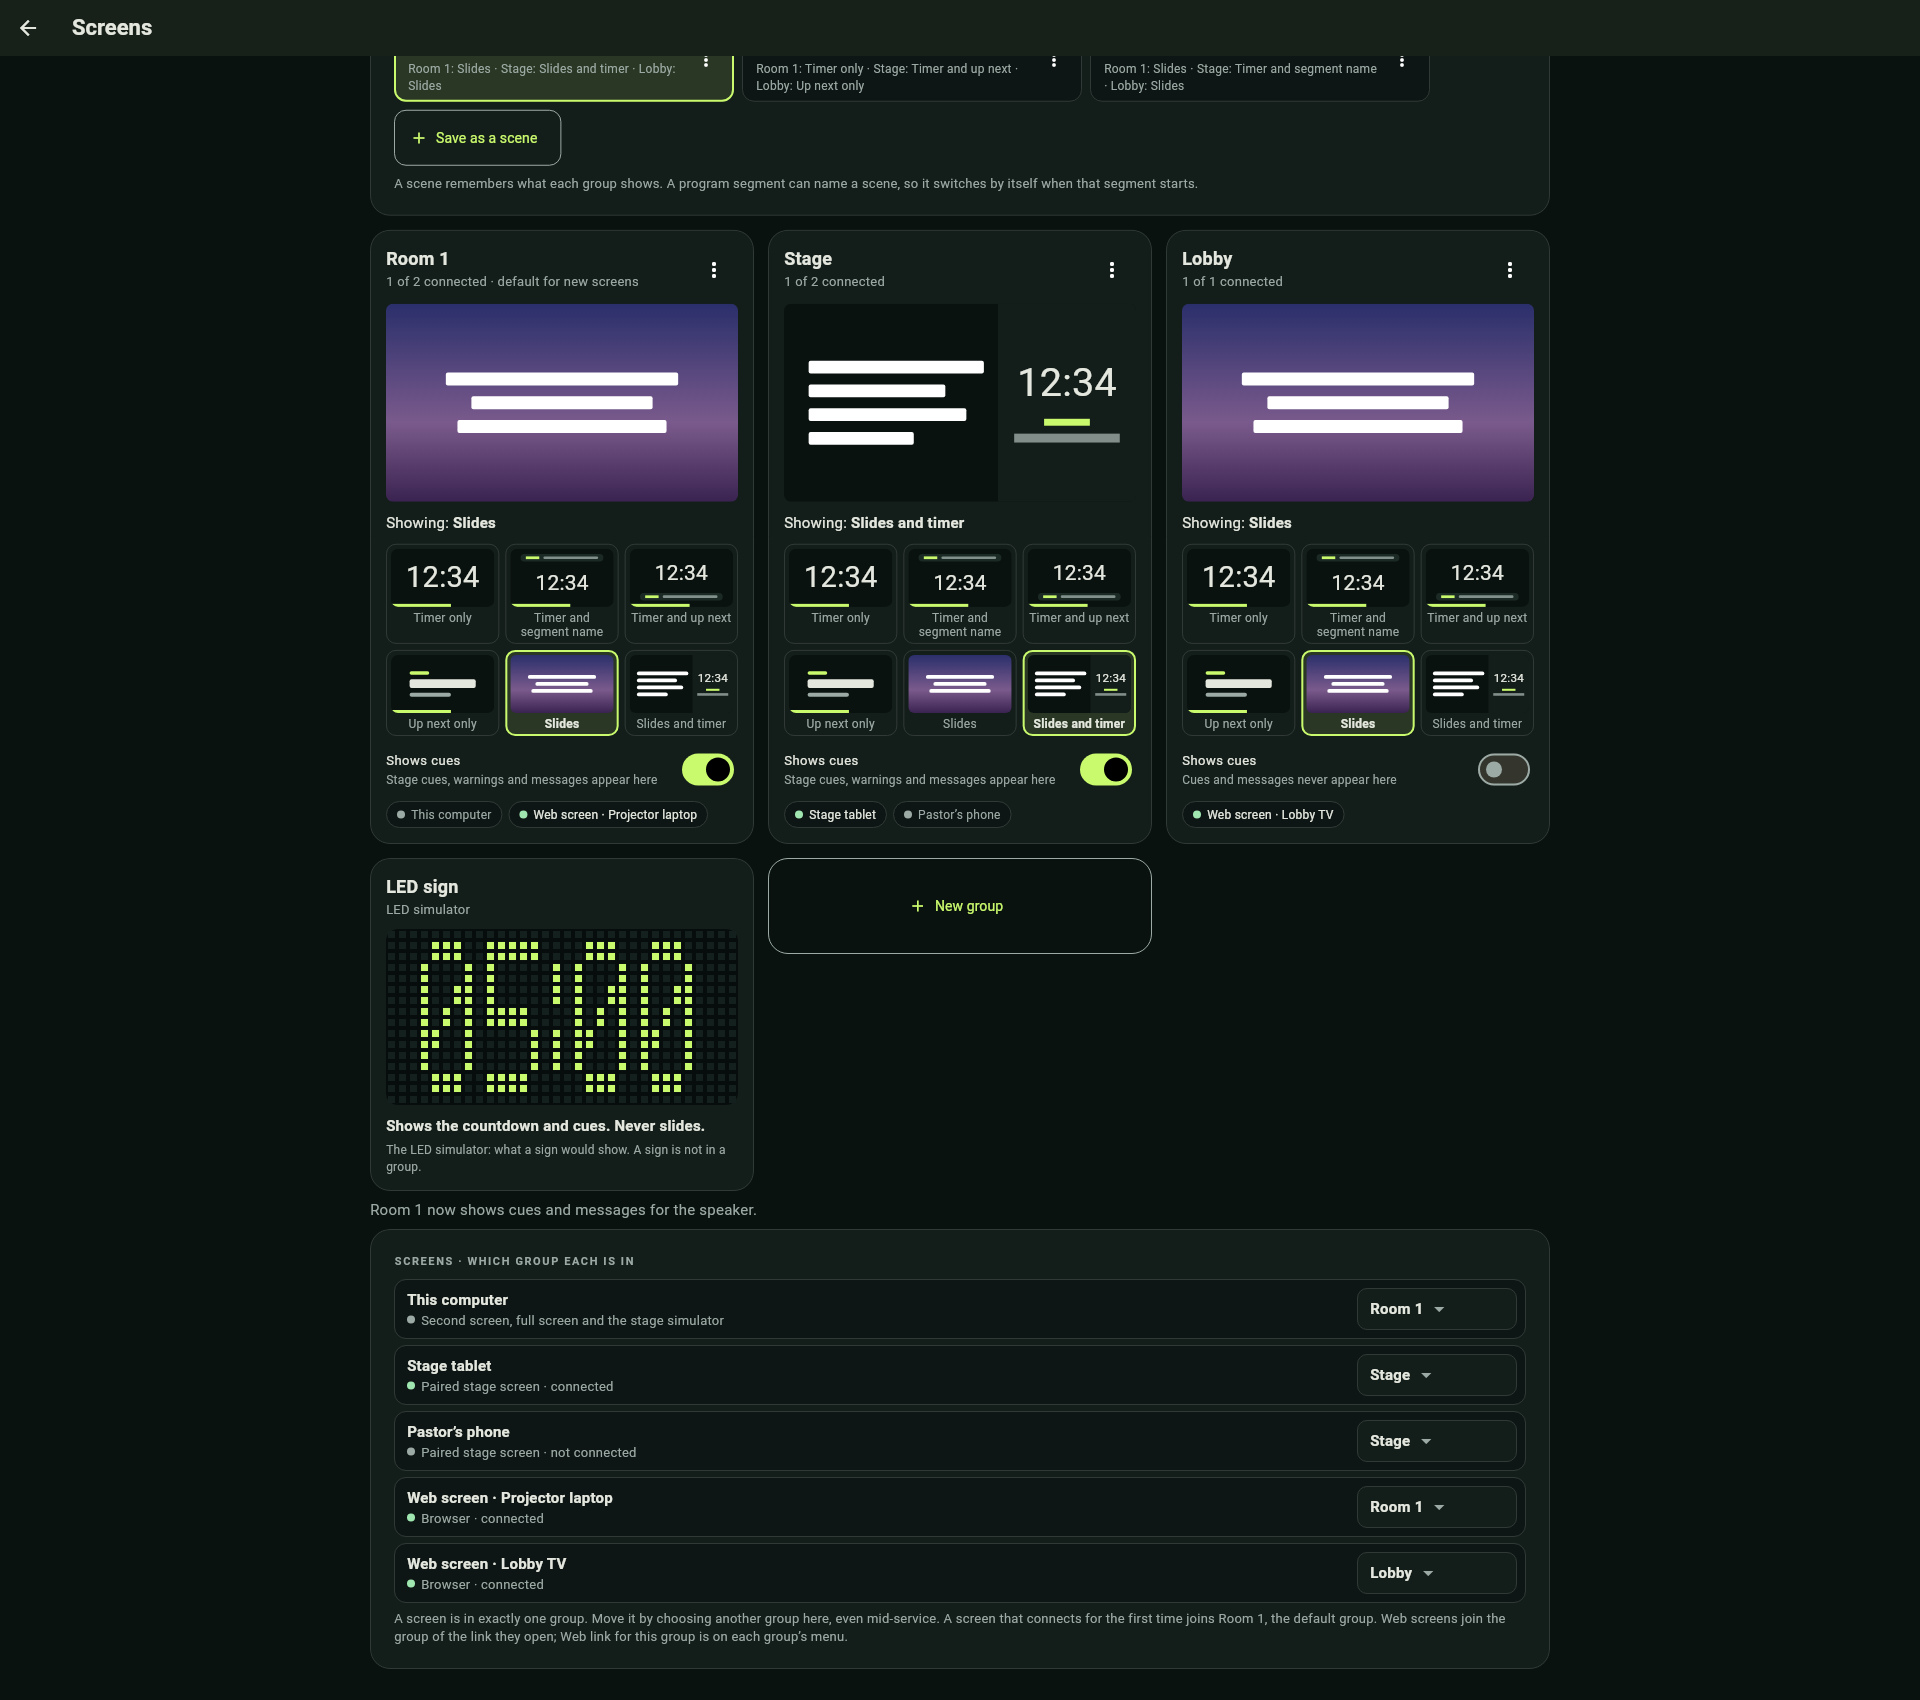 Screens
Room 1: Slides · Stage: Slides and timer · Lobby:
Slides
Room 1: Timer only · Stage: Timer and up next ·
Lobby: Up next only
Room 1: Slides · Stage: Timer and segment name
· Lobby: Slides
+ Save as a scene
A scene remembers what each group shows. A program segment can name a scene, so it switches by itself when that segment starts.
Room 1
1 of 2 connected · default for new screens
Showing: Slides
12:34
Timer only
12:34
Timer and
segment name
12:34
Timer and up next
Up next only
Slides
12:34
Slides and timer
Shows cues
Stage cues, warnings and messages appear here
This computer
Web screen · Projector laptop
Stage
1 of 2 connected
12:34
Showing: Slides and timer
12:34
Timer only
12:34
Timer and
segment name
12:34
Timer and up next
Up next only
Slides
12:34
Slides and timer
Shows cues
Stage cues, warnings and messages appear here
Stage tablet
Pastor’s phone
Lobby
1 of 1 connected
Showing: Slides
12:34
Timer only
12:34
Timer and
segment name
12:34
Timer and up next
Up next only
Slides
12:34
Slides and timer
Shows cues
Cues and messages never appear here
Web screen · Lobby TV
LED sign
LED simulator
05:00
Shows the countdown and cues. Never slides.
The LED simulator: what a sign would show. A sign is not in a
group.
+ New group
Room 1 now shows cues and messages for the speaker.
SCREENS · WHICH GROUP EACH IS IN
This computer
Second screen, full screen and the stage simulator
Room 1
Stage tablet
Paired stage screen · connected
Stage
Pastor’s phone
Paired stage screen · not connected
Stage
Web screen · Projector laptop
Browser · connected
Room 1
Web screen · Lobby TV
Browser · connected
Lobby
A screen is in exactly one group. Move it by choosing another group here, even mid-service. A screen that connects for the first time joins Room 1, the default group. Web screens join the
group of the link they open; Web link for this group is on each group’s menu.